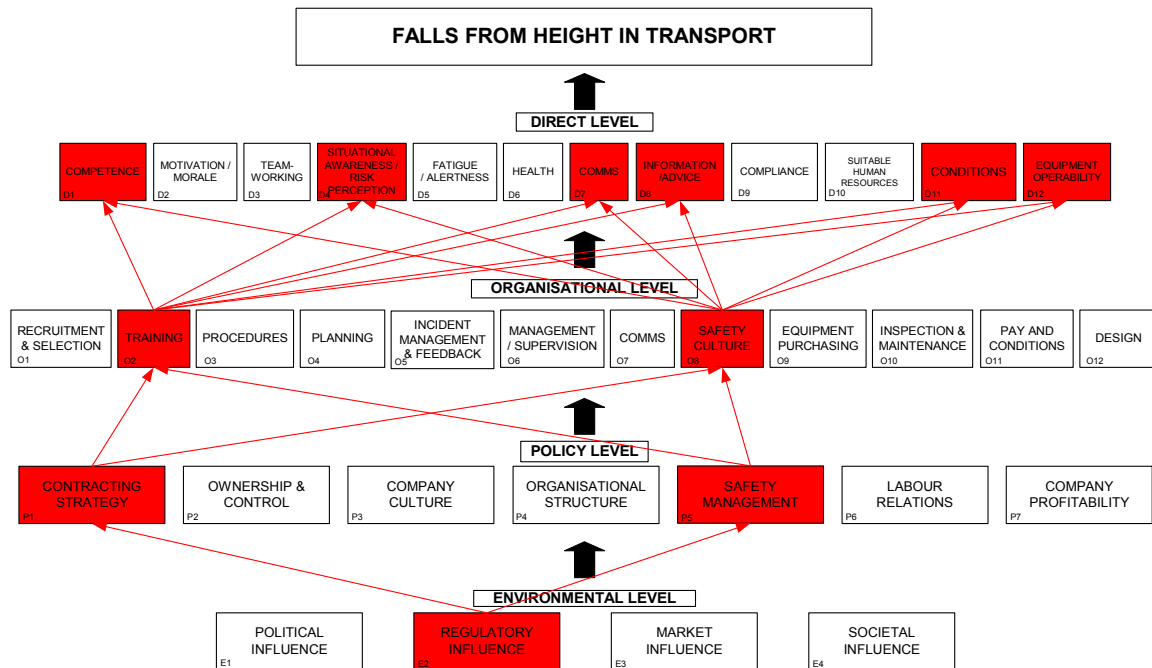 FALLS FROM HEIGHT IN TRANSPORT
DIRECT LEVEL
COMPETENCE
D1
MOTIVATION /
MORALE
D2
TEAM-
WORKING
D3
SITUATIONAL
AWARENESS /
RISK
PERCEPTION
D4
FATIGUE
/ ALERTNESS
D5
HEALTH
D6
COMMS
D7
INFORMATION
/ADVICE
D8
COMPLIANCE
D9
SUITABLE
HUMAN
RESOURCES
D10
CONDITIONS
D11
EQUIPMENT
OPERABILITY
D12
ORGANISATIONAL LEVEL
RECRUITMENT
& SELECTION
O1
TRAINING
O2
PROCEDURES
O3
PLANNING
O4
INCIDENT
MANAGEMENT
& FEEDBACK
O5
MANAGEMENT
/ SUPERVISION
O6
COMMS
O7
SAFETY
CULTURE
O8
EQUIPMENT
PURCHASING
O9
INSPECTION &
MAINTENANCE
O10
PAY AND
CONDITIONS
O11
DESIGN
O12
POLICY LEVEL
CONTRACTING
STRATEGY
P1
OWNERSHIP &
CONTROL
P2
COMPANY
CULTURE
P3
ORGANISATIONAL
STRUCTURE
P4
SAFETY
MANAGEMENT
P5
LABOUR
RELATIONS
P6
COMPANY
PROFITABILITY
P7
ENVIRONMENTAL LEVEL
POLITICAL
INFLUENCE
E1
REGULATORY
INFLUENCE
E2
MARKET
INFLUENCE
E3
SOCIETAL
INFLUENCE
E4